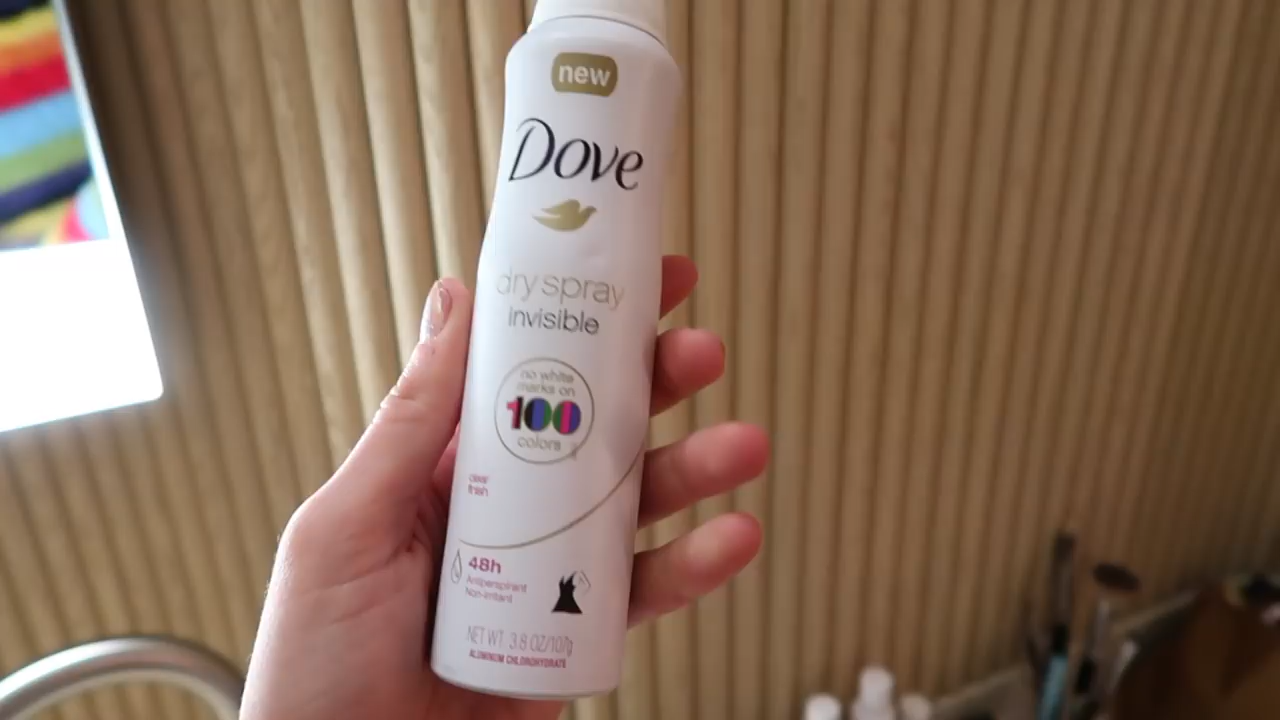 new
Dove
dry spray
invisible
no white
marks on
100
colors
clear
finish
48h
Antiperspirant
Non-irritant
NET WT. 3.8 OZ/107g
ALUMINUM CHLOROHYDRATE